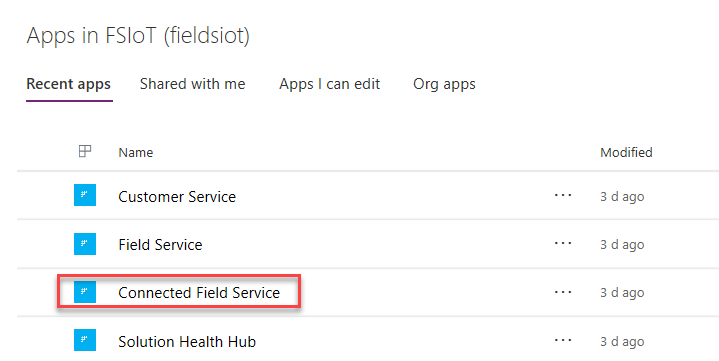 Apps in FSIoT (fieldsiot)
Recent apps Shared with me Apps I can edit Org apps
Name Modified
Customer Service ... 3 d ago
Field Service ... 3 d ago
Connected Field Service ... 3 d ago
Solution Health Hub ... 3 d ago